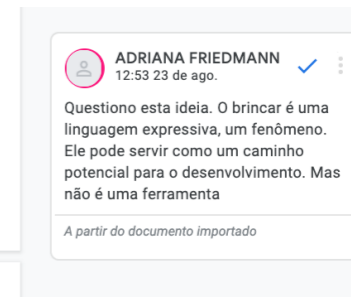 ADRIANA FRIEDMANN
12:53 23 de ago.
Questiono esta ideia. O brincar é uma
linguagem expressiva, um fenômeno.
Ele pode servir como um caminho
potencial para o desenvolvimento. Mas
não é uma ferramenta
A partir do documento importado